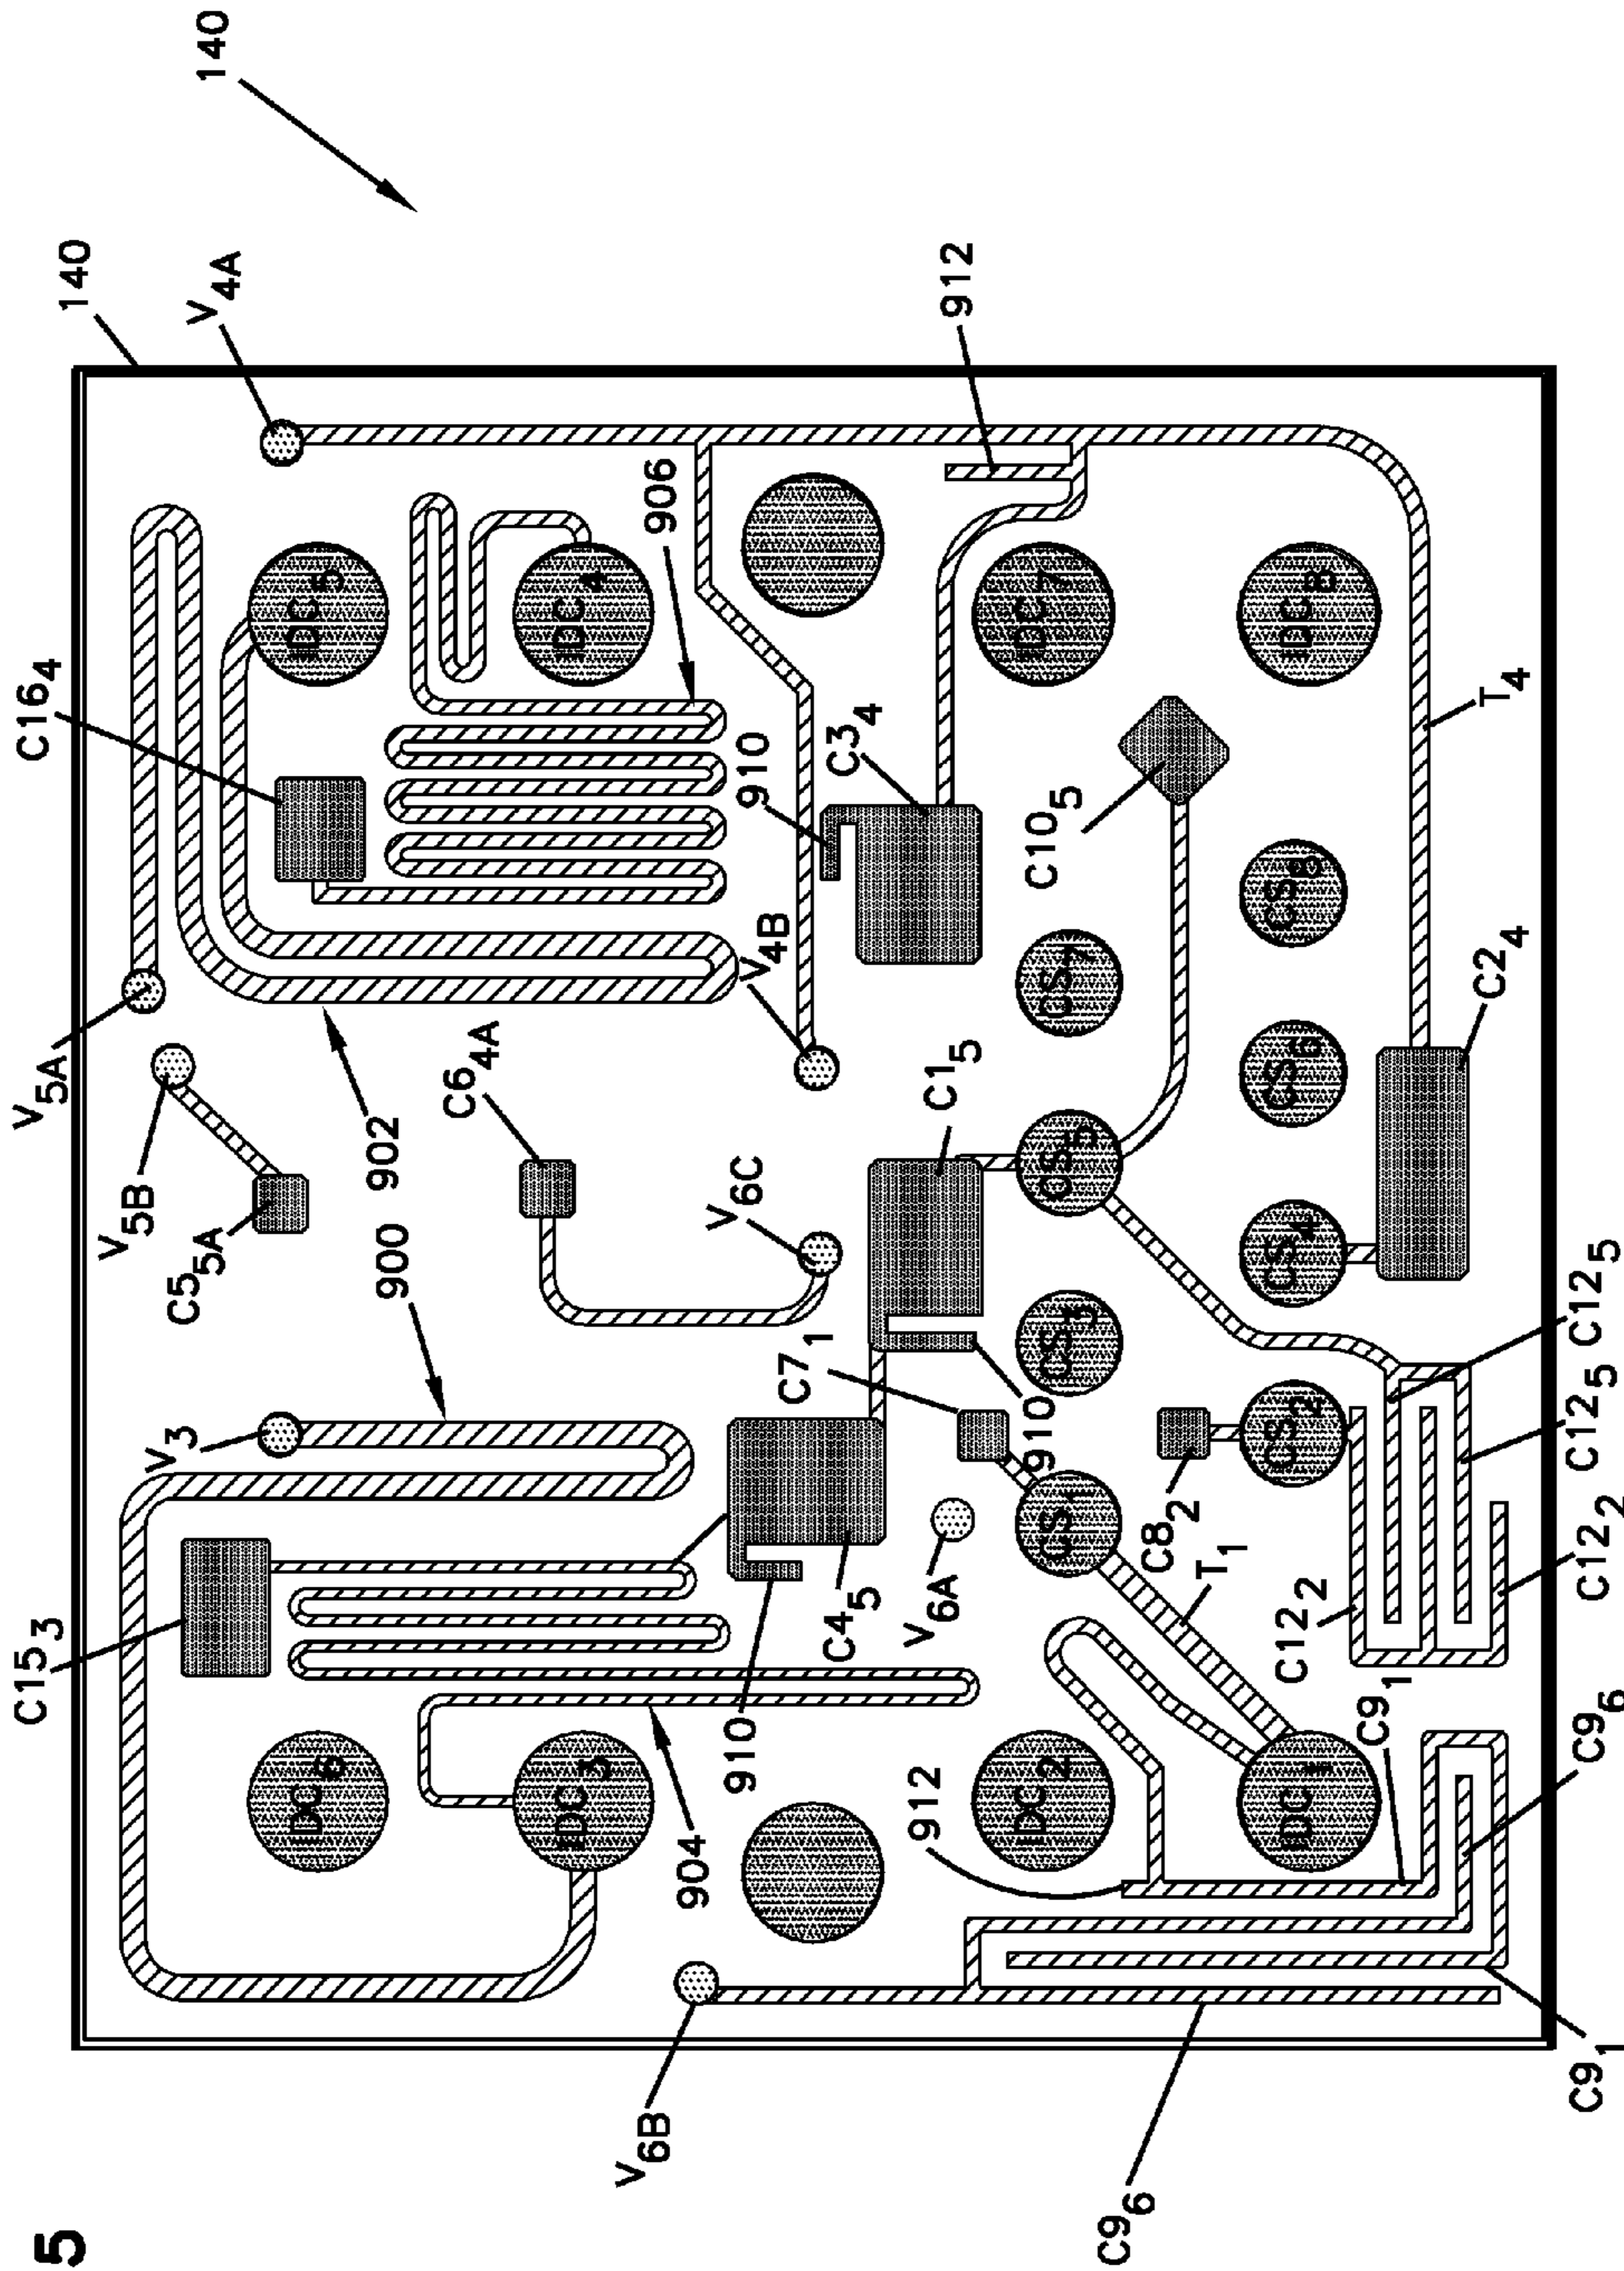 5
C15₃
V₅A
C16₄
140
V₅B
V₃
C5₅A
V₄A
140
900
902
IDC₆
IDC₅
C6₄A
IDC₃
IDC₄
V₆B
904
906
910
V₆C
910
V₄B
C7₁
C4₅
C3₄
V₆A
912
C1₅
912
910
IDC₂
CS₁
CS₃
CS₅
CS₇
IDC₇
C10₅
C9₆
C8₂
T₁
IDC₁
C12₂
CS₂
CS₄
CS₆
CS₈
IDC₈
C9₁
C2₄
T₄
C9₁
C9₆
C12₂
C12₅
C12₅